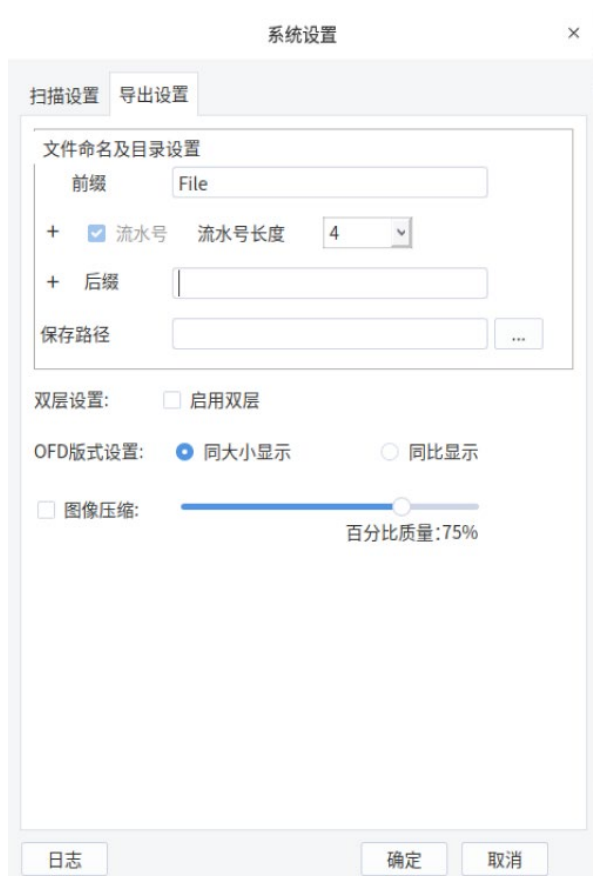 系统设置 ×
扫描设置 导出设置
文件命名及目录设置
前缀 File
+ 流水号 流水号长度 4
+ 后缀
保存路径 ...
双层设置: 启用双层
OFD版式设置: 同大小显示 同比显示
图像压缩:
百分比质量:75%
日志 确定 取消